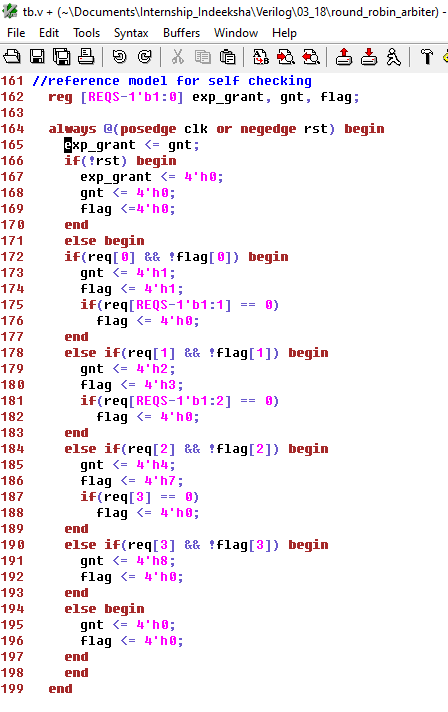 tb.v + (~\Documents\Internship_Indeeksha\Verilog\03_18\round_robin_arbiter) -
File Edit Tools Syntax Buffers Window Help
161 //reference model for self checking
162 reg [REQS-1'b1:0] exp_grant, gnt, flag;
163
164 always @(posedge clk or negedge rst) begin
165 exp_grant <= gnt;
166 if(!rst) begin
167 exp_grant <= 4'h0;
168 gnt <= 4'h0;
169 flag <=4'h0;
170 end
171 else begin
172 if(req[0] && !flag[0]) begin
173 gnt <= 4'h1;
174 flag <= 4'h1;
175 if(req[REQS-1'b1:1] == 0)
176 flag <= 4'h0;
177 end
178 else if(req[1] && !flag[1]) begin
179 gnt <= 4'h2;
180 flag <= 4'h3;
181 if(req[REQS-1'b1:2] == 0)
182 flag <= 4'h0;
183 end
184 else if(req[2] && !flag[2]) begin
185 gnt <= 4'h4;
186 flag <= 4'h7;
187 if(req[3] == 0)
188 flag <= 4'h0;
189 end
190 else if(req[3] && !flag[3]) begin
191 gnt <= 4'h8;
192 flag <= 4'h0;
193 end
194 else begin
195 gnt <= 4'h0;
196 flag <= 4'h0;
197 end
198 end
199 end